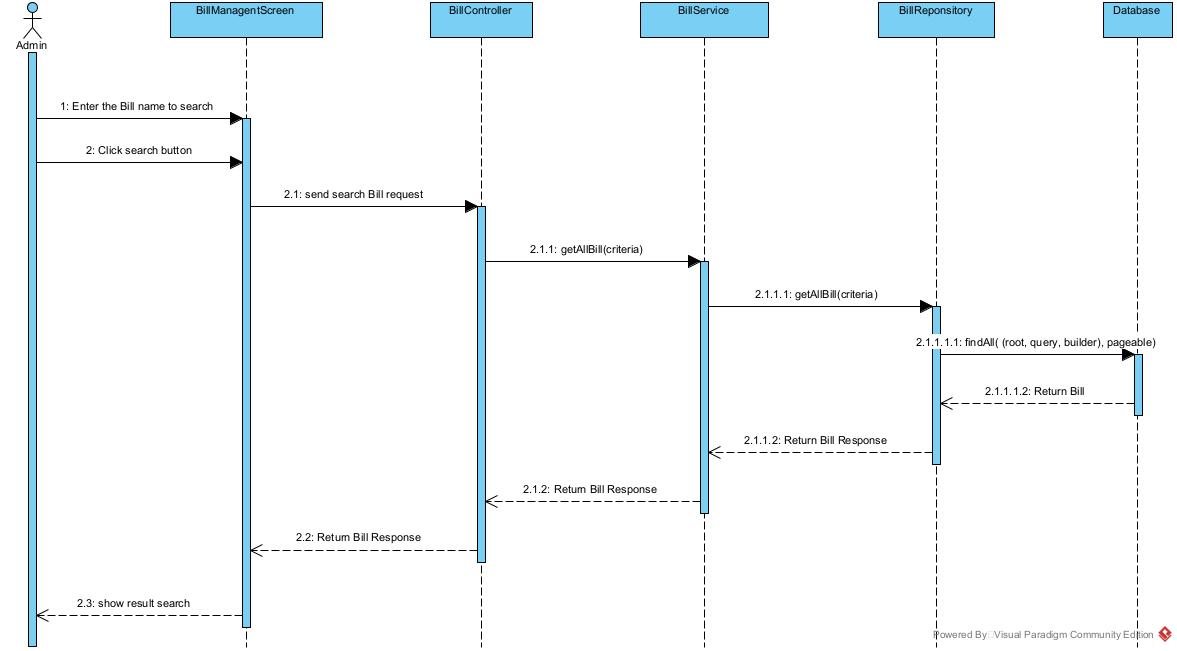 BillManagentScreen
BillController
BillService
BillReponsitory
Database
Admin
1: Enter the Bill name to search
2: Click search button
2.1: send search Bill request
2.1.1: getAllBill(criteria)
2.1.1.1: getAllBill(criteria)
2.1.1.1.1: findAll( (root, query, builder), pageable)
2.1.1.1.2: Return Bill
2.1.1.2: Return Bill Response
2.1.2: Return Bill Response
2.2: Return Bill Response
2.3: show result search
Powered By Visual Paradigm Community Edition